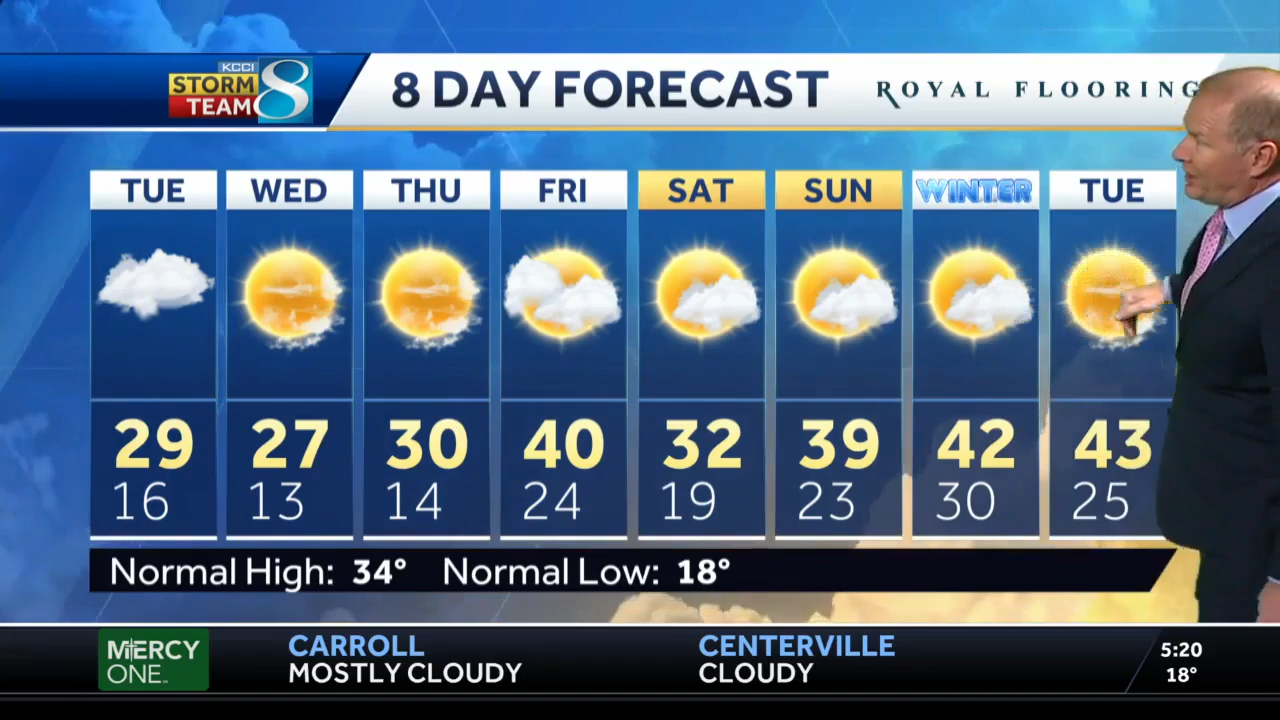 KCCI
STORM
TEAM 8
8 DAY FORECAST
ROYAL FLOORING
TUE WED THU FRI SAT SUN WINTER TUE
29 27 30 40 32 39 42 43
16 13 14 24 19 23 30 25
Normal High: 34° Normal Low: 18°
MERCY
ONE
CARROLL CENTERVILLE
MOSTLY CLOUDY CLOUDY
5:20
18°